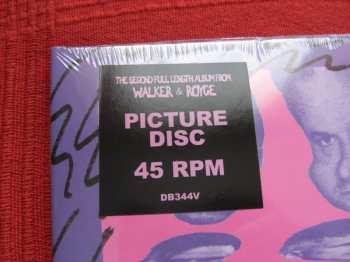 THE SECOND FULL LENGTH ALBUM FROM
WALKER & ROYCE
PICTURE
DISC
45 RPM
DB344V